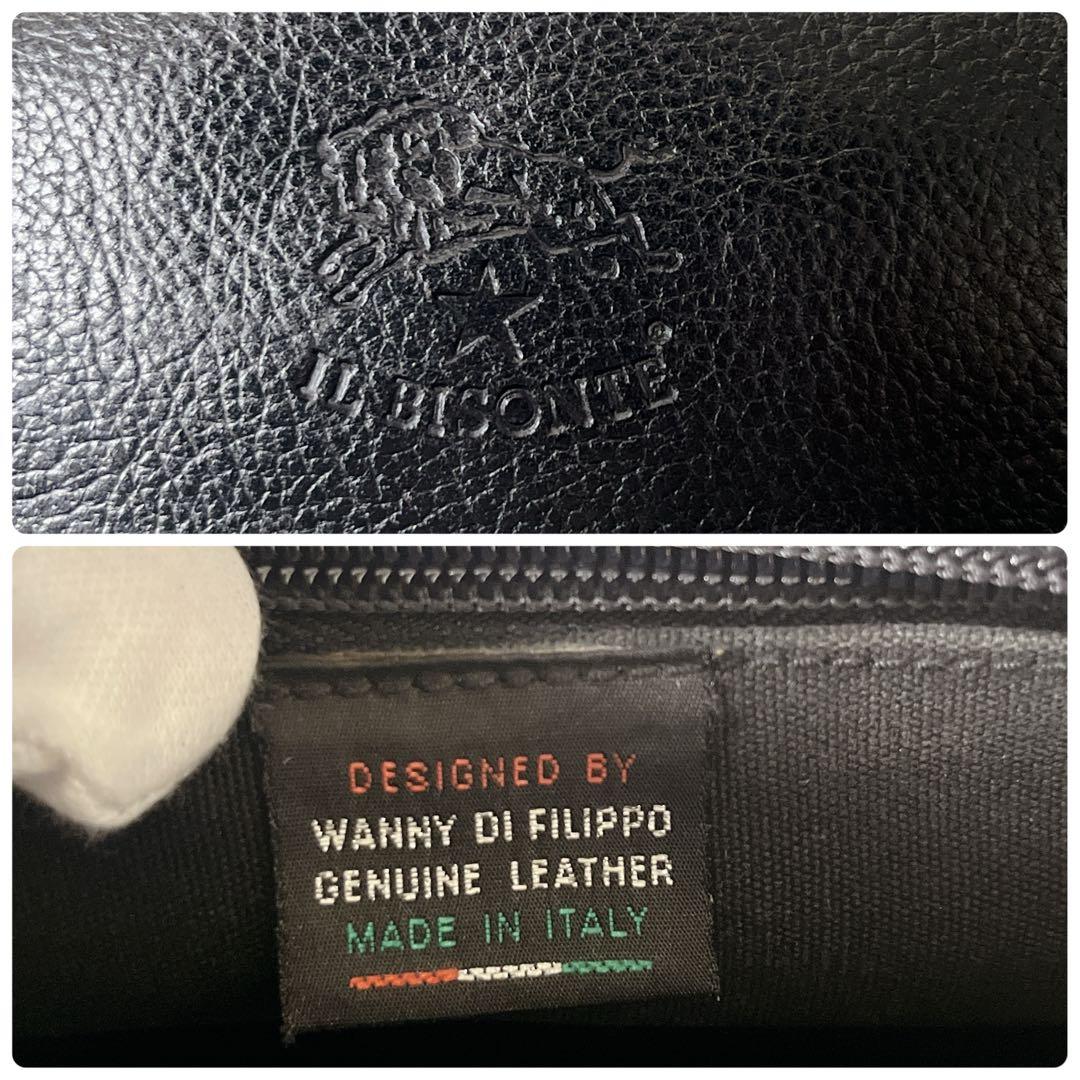 IL BISONTE®
DESIGNED BY
WANNY DI FILIPPO
GENUINE LEATHER
MADE IN ITALY